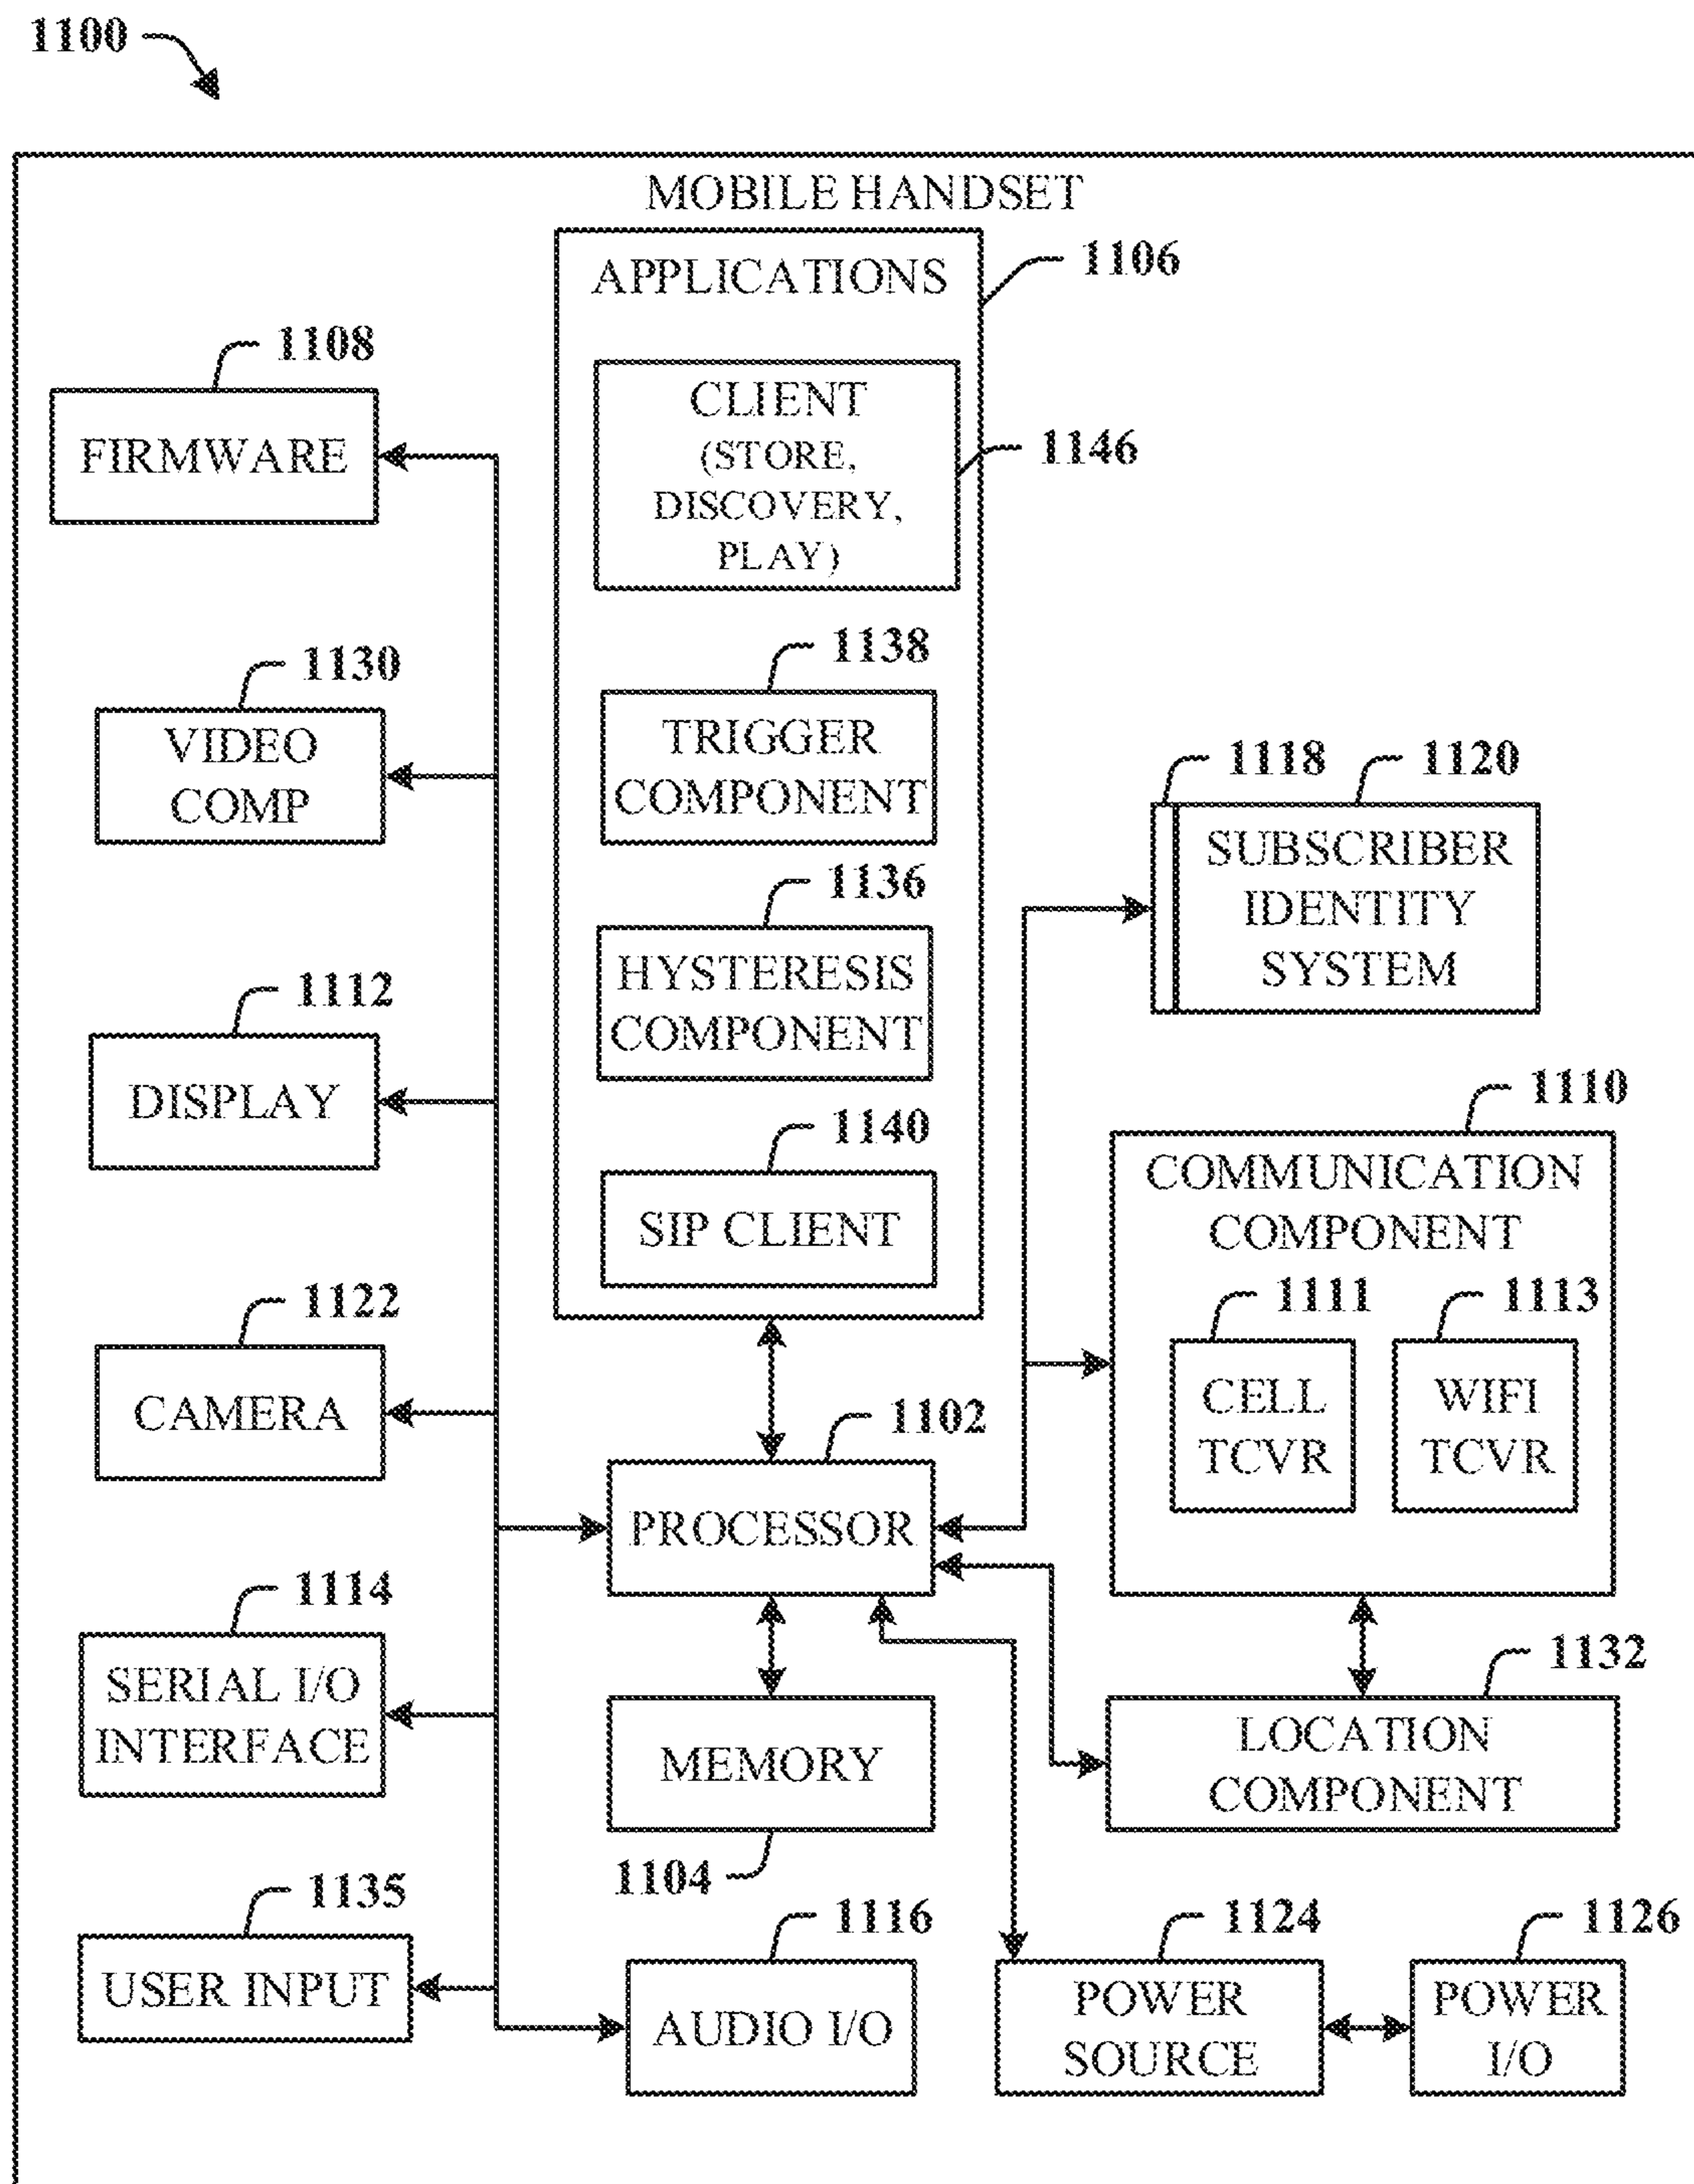 1100
MOBILE HANDSET
APPLICATIONS
1106
CLIENT
(STORE,
DISCOVERY,
PLAY)
1146
1108
FIRMWARE
1138
TRIGGER
COMPONENT
1130
VIDEO
COMP
1118
1120
SUBSCRIBER
IDENTITY
SYSTEM
1136
HYSTERESIS
COMPONENT
1112
DISPLAY
1140
SIP CLIENT
1110
COMMUNICATION
COMPONENT
1111
CELL
TCVR
1113
WIFI
TCVR
1122
CAMERA
1102
PROCESSOR
1114
SERIAL I/O
INTERFACE
MEMORY
1104
1132
LOCATION
COMPONENT
1135
USER INPUT
1116
AUDIO I/O
1124
POWER
SOURCE
1126
POWER
I/O